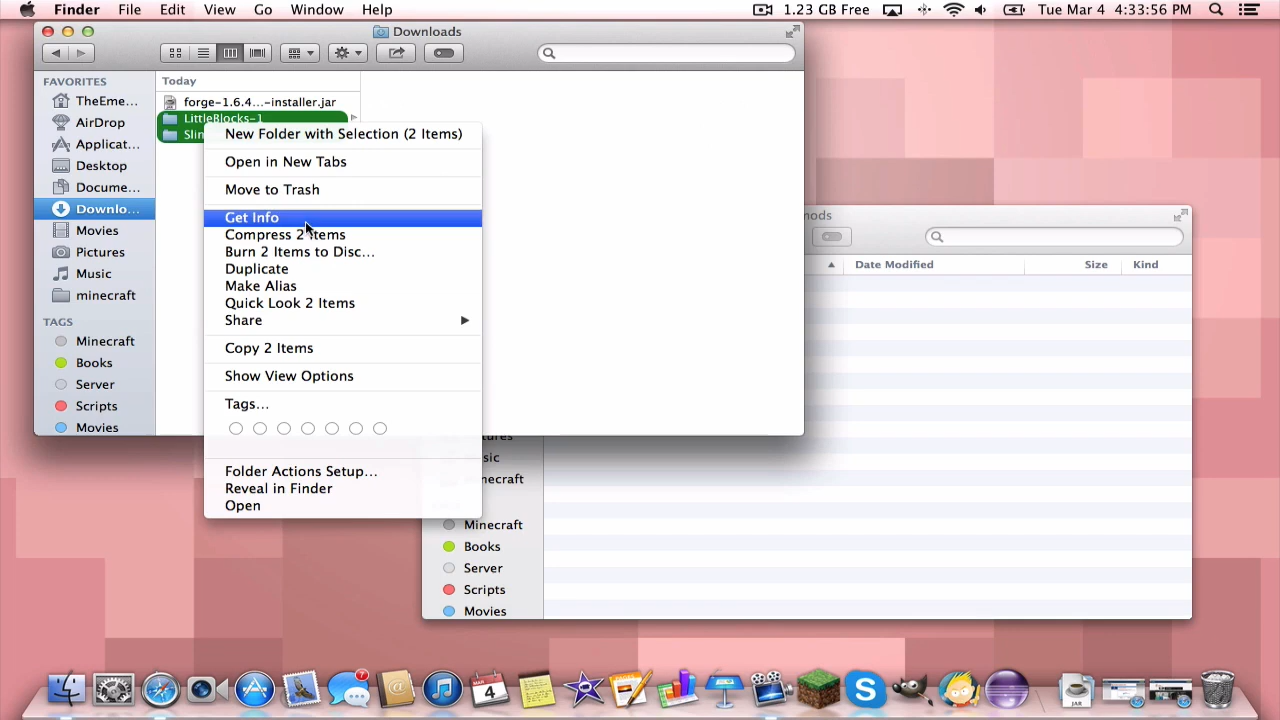 Finder File Edit View Go Window Help 1.23 GB Free Tue Mar 4 4:33:56 PM
Downloads
FAVORITES
TheEme...
AirDrop
Applicat...
Desktop
Docume...
Downlo...
Movies
Pictures
Music
minecraft
TAGS
Minecraft
Books
Server
Scripts
Movies
Today
forge-1.6.4...-installer.jar
LittleBlocks-1
New Folder with Selection (2 Items)
Open in New Tabs
Move to Trash
Get Info
Compress 2 Items
Burn 2 Items to Disc...
Duplicate
Make Alias
Quick Look 2 Items
Share
Copy 2 Items
Show View Options
Tags...
Folder Actions Setup...
Reveal in Finder
Open
Date Modified Size Kind
Minecraft
Books
Server
Scripts
Movies
7
MAR
4
JAR